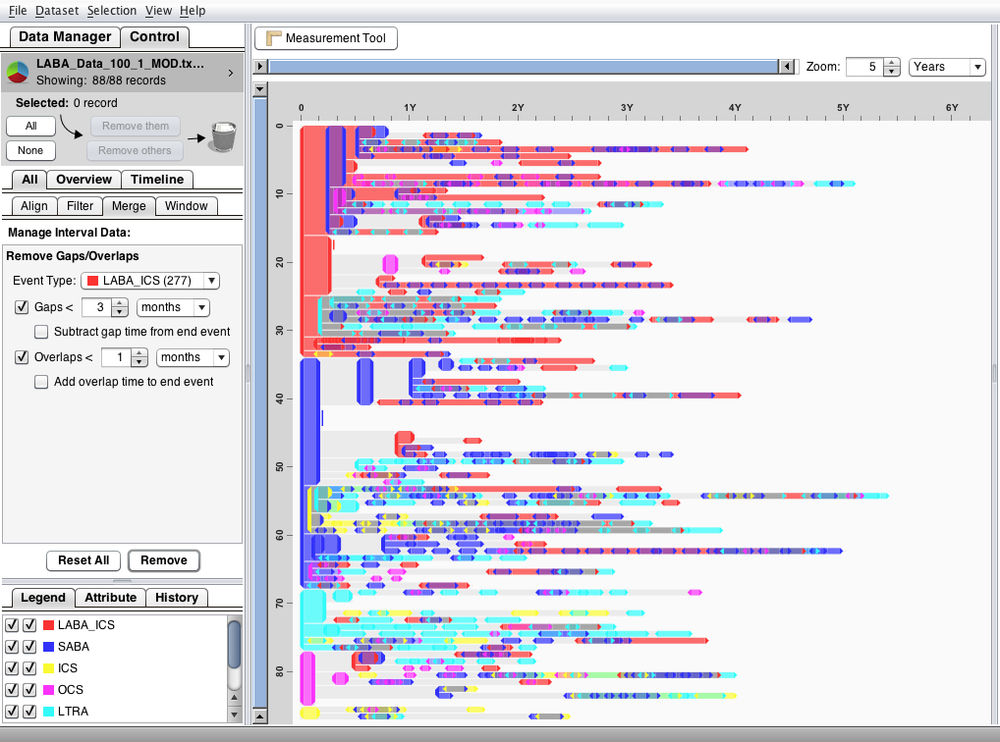 File Dataset Selection View Help
Data Manager Control
LABA_Data_100_1_MOD.tx...
Showing: 88/88 records
Selected: 0 record
All Remove them
None Remove others
All Overview Timeline
Align Filter Merge Window
Manage Interval Data:
Remove Gaps/Overlaps
Event Type: LABA_ICS (277)
Gaps < 3 months
Subtract gap time from end event
Overlaps < 1 months
Add overlap time to end event
Reset All Remove
Legend Attribute History
LABA_ICS
SABA
ICS
OCS
LTRA
Measurement Tool
Zoom: 5 Years
0 1Y 2Y 3Y 4Y 5Y 6Y
0
10
20
30
40
50
60
70
80